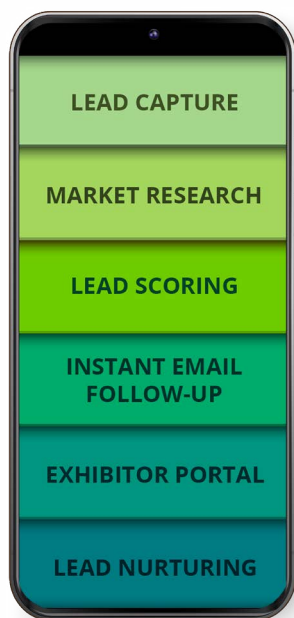 LEAD CAPTURE
MARKET RESEARCH
LEAD SCORING
INSTANT EMAIL
FOLLOW-UP
EXHIBITOR PORTAL
LEAD NURTURING